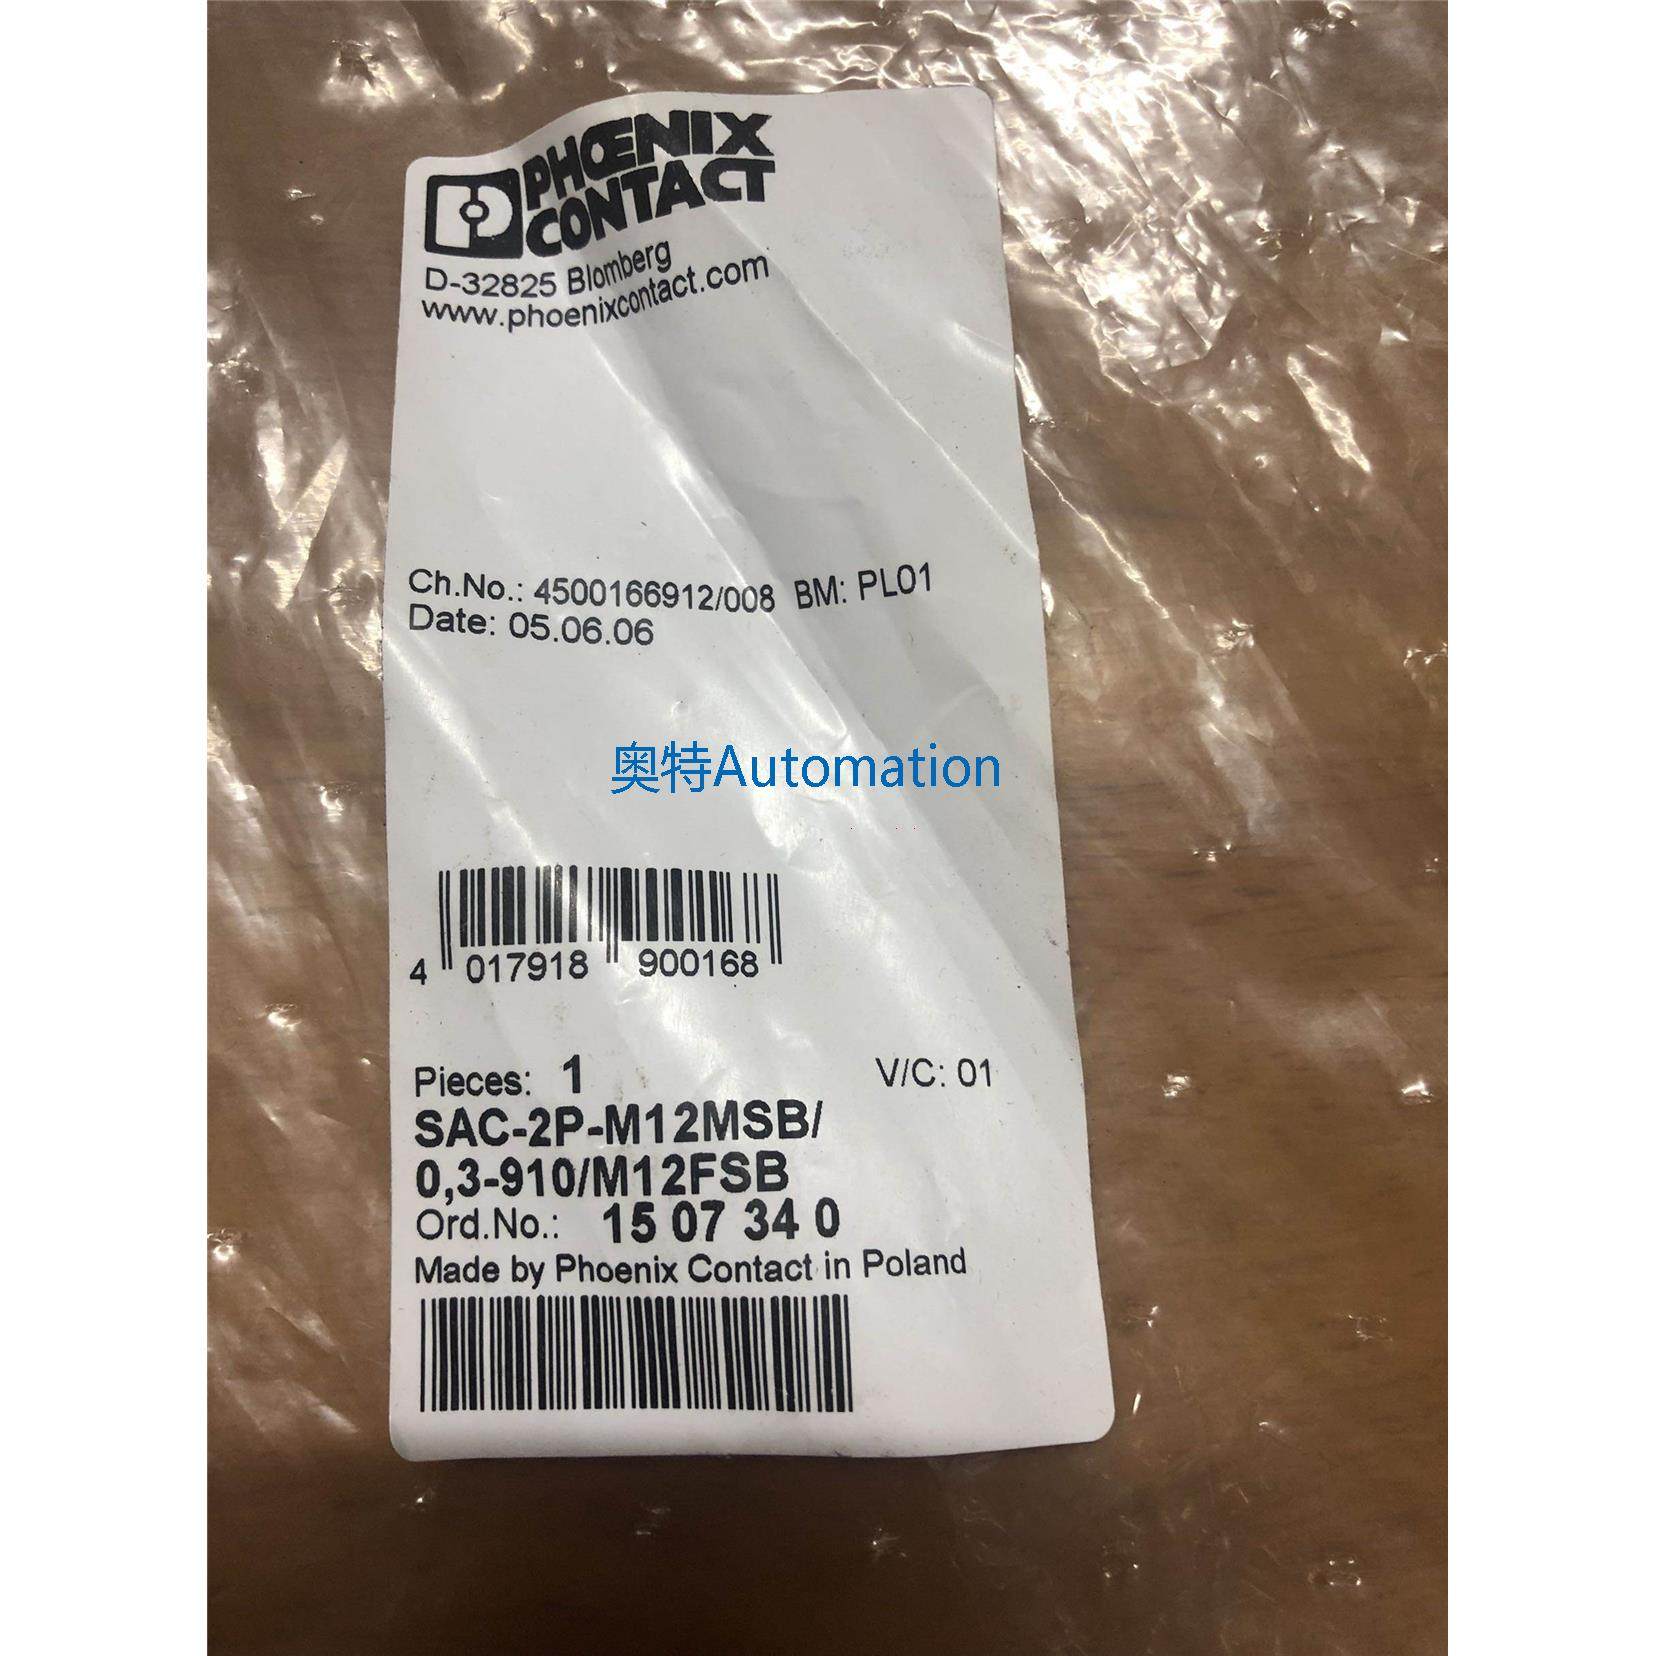 PHŒNIX
CONTACT
D-32825 Blomberg
www.phoenixcontact.com
Ch.No.: 4500166912/008 BM: PL01
Date: 05.06.06
奥特Automation
4 017918 900168
Pieces: 1 V/C: 01
SAC-2P-M12MSB/
0,3-910/M12FSB
Ord.No.: 15 07 34 0
Made by Phoenix Contact in Poland